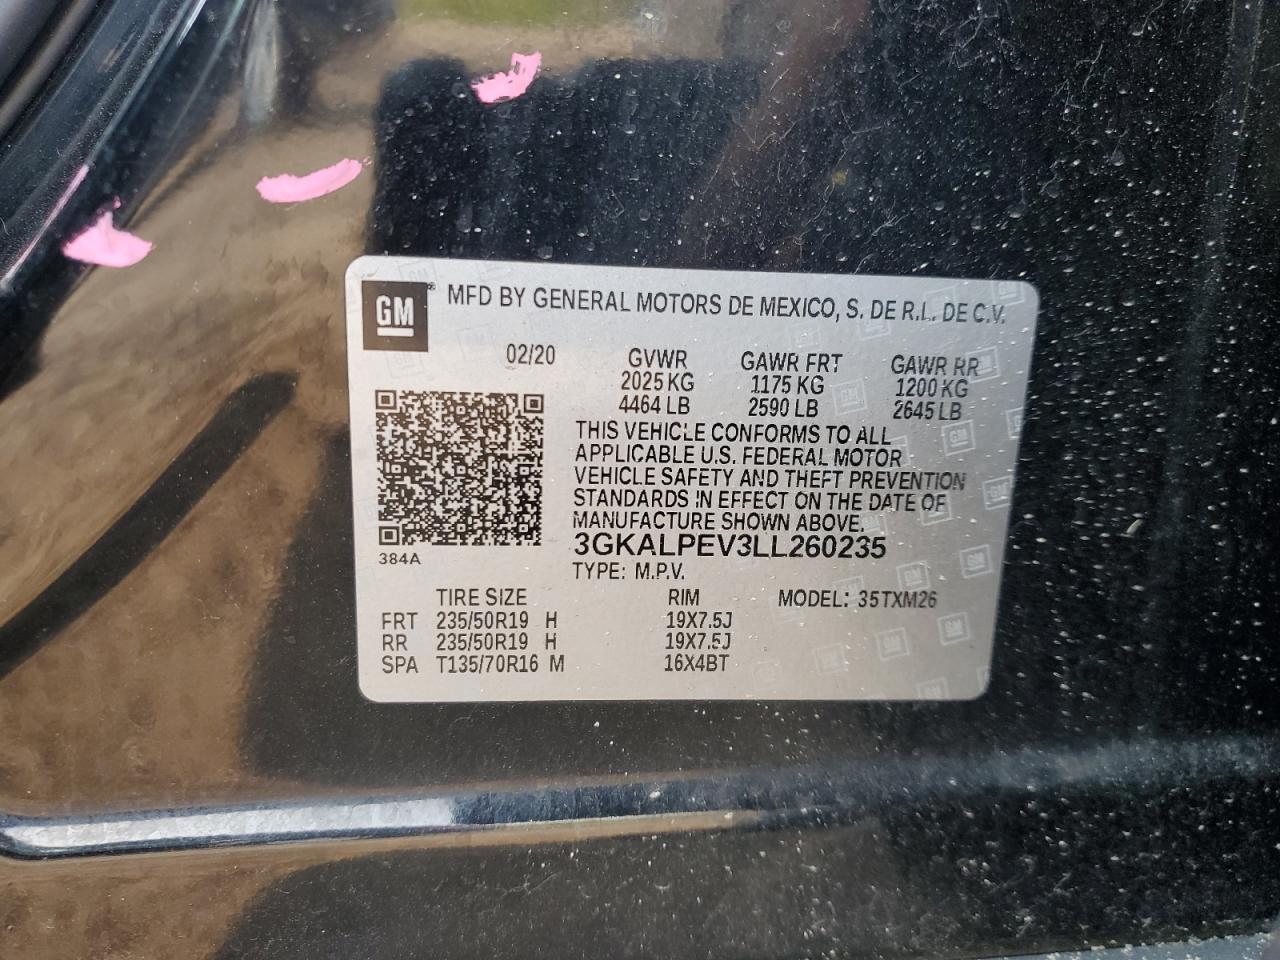 GM® MFD BY GENERAL MOTORS DE MEXICO, S. DE R.L. DE C.V.
02/20 GVWR GAWR FRT GAWR RR
2025 KG 1175 KG 1200 KG
4464 LB 2590 LB 2645 LB
THIS VEHICLE CONFORMS TO ALL
APPLICABLE U.S. FEDERAL MOTOR
VEHICLE SAFETY AND THEFT PREVENTION
STANDARDS IN EFFECT ON THE DATE OF
MANUFACTURE SHOWN ABOVE.
384A 3GKALPEV3LL260235
TYPE: M.P.V.
TIRE SIZE RIM MODEL: 35TXM26
FRT 235/50R19 H 19X7.5J
RR 235/50R19 H 19X7.5J
SPA T135/70R16 M 16X4BT